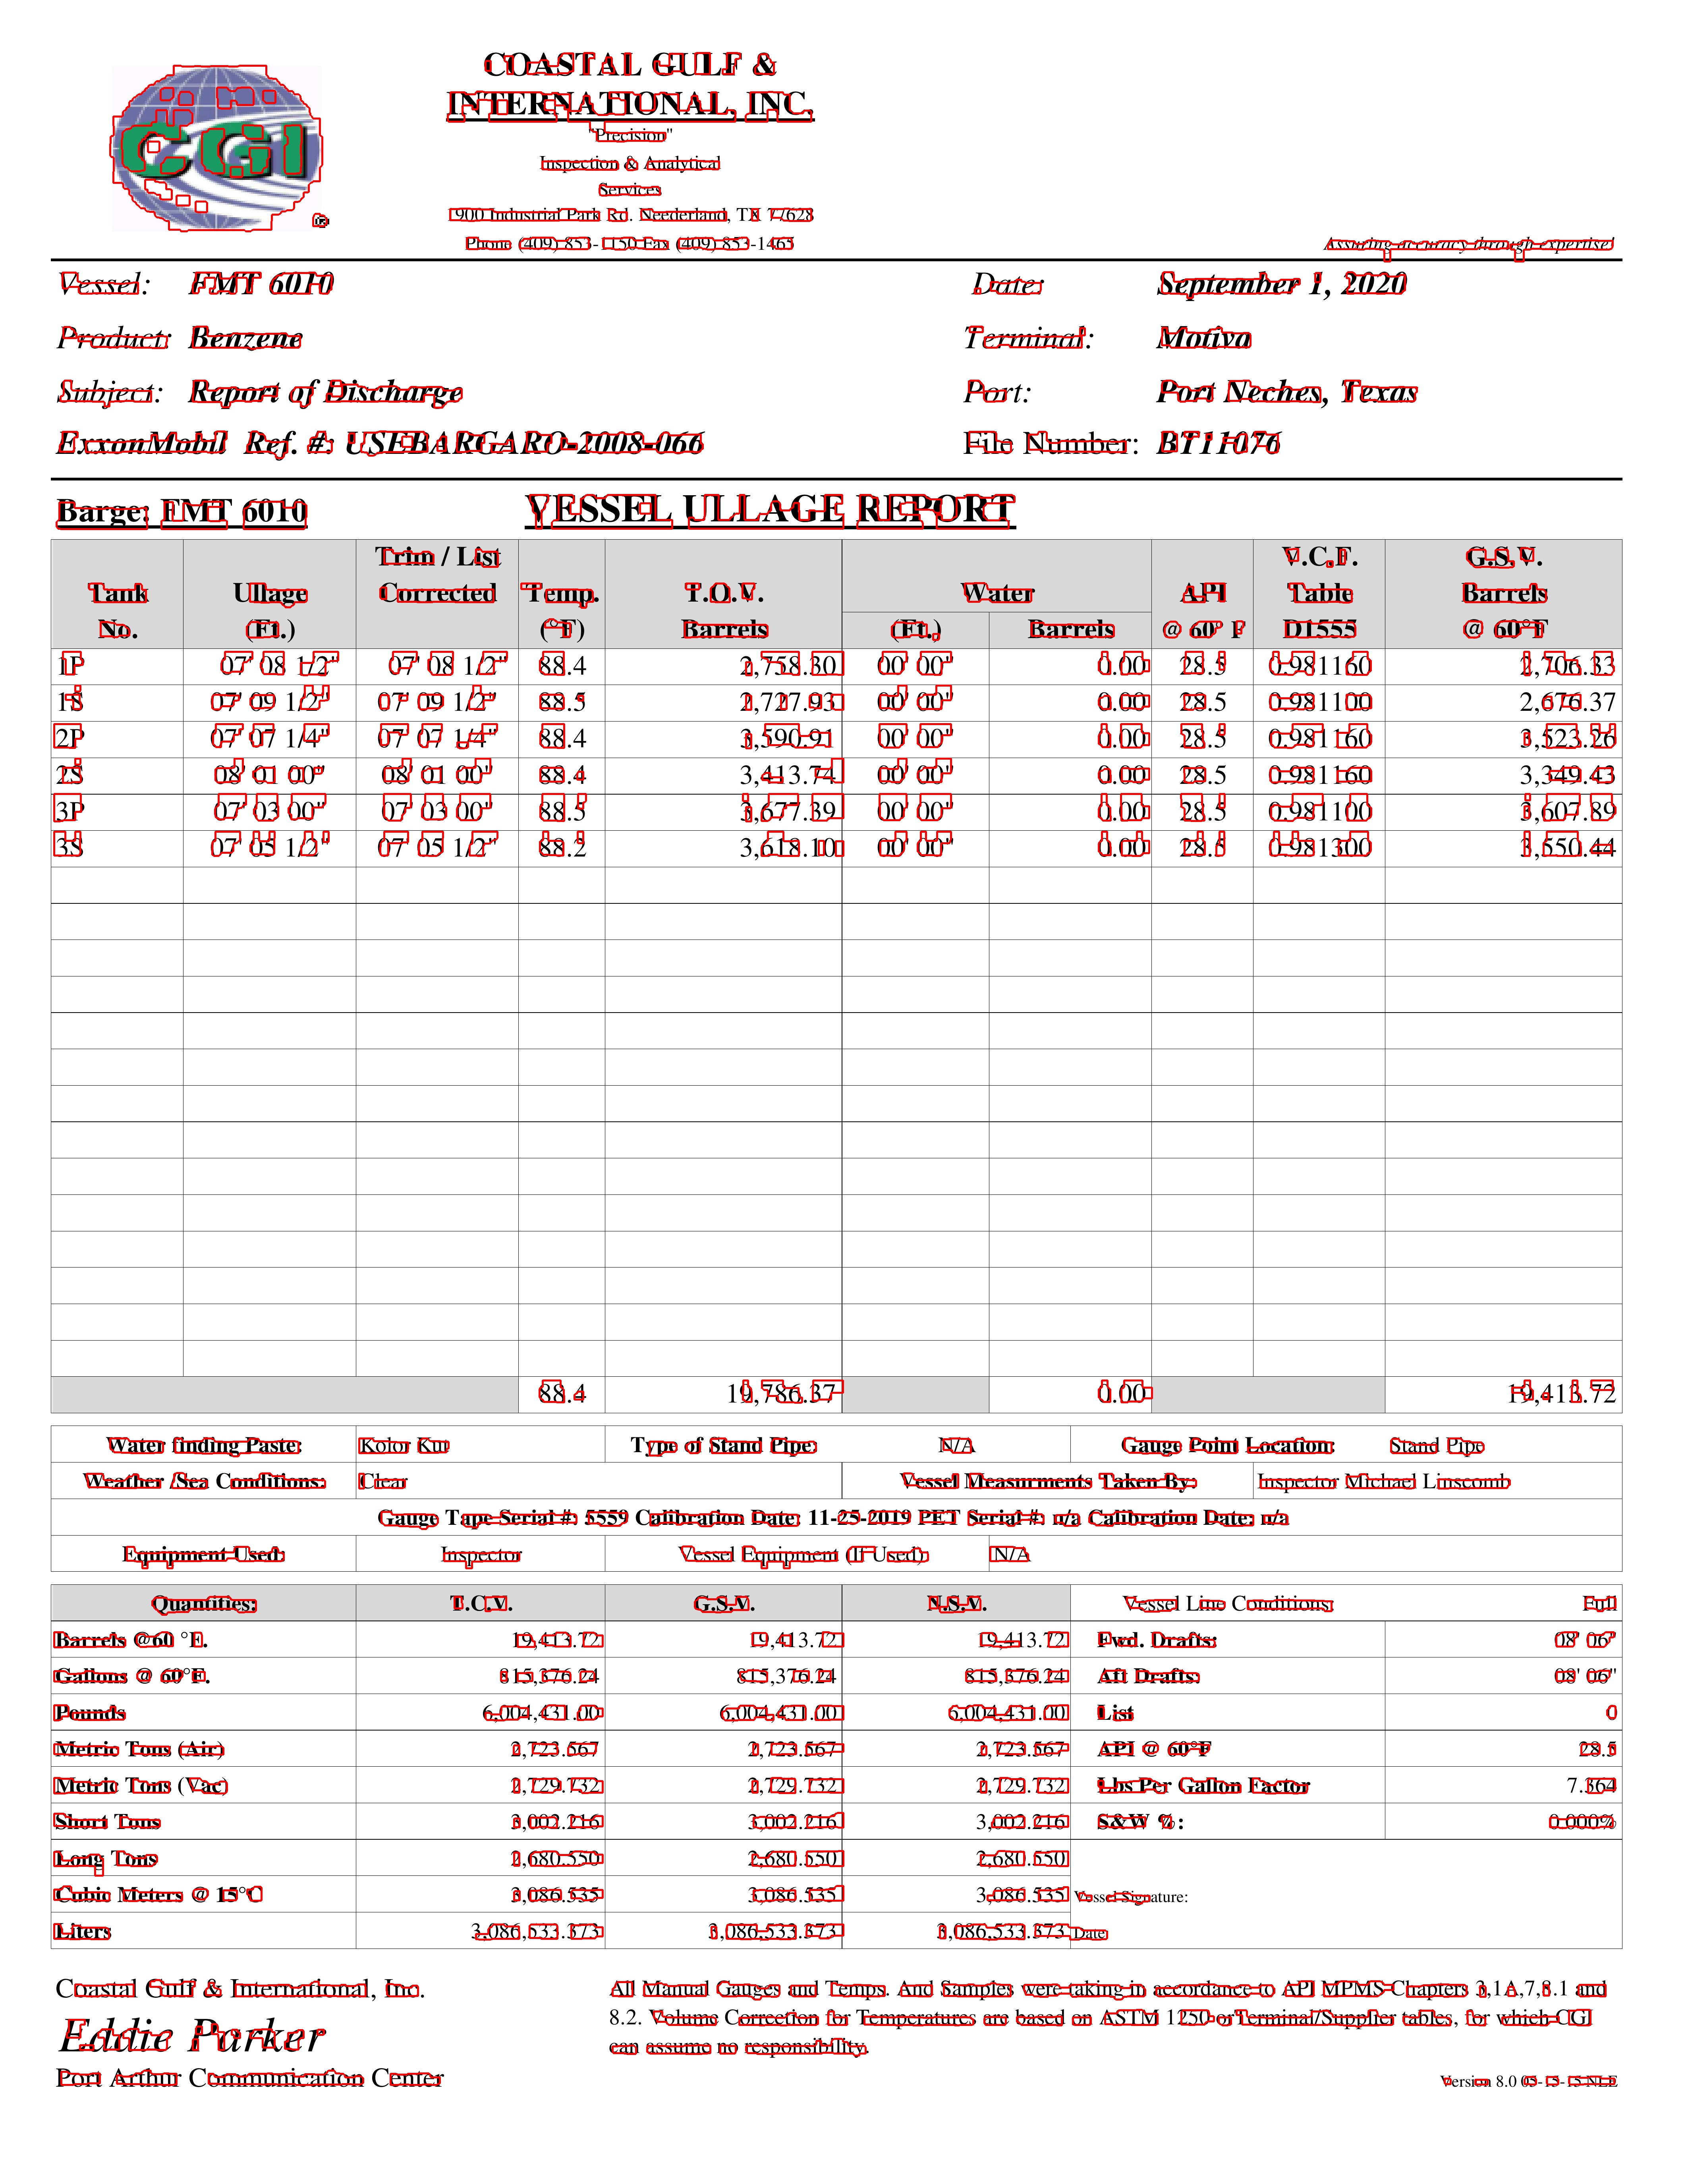 CGI
®
COASTAL GULF &
INTERNATIONAL, INC.
"Precision"
Inspection & Analytical
Services
900 Industrial Park Rd. Neederland, TX 77628
Phone (409) 853-1150 Fax (409) 853-1465
Assuring accuracy through expertise!
Vessel: FMT 6010 Date: September 1, 2020
Product: Benzene Terminal: Motiva
Subject: Report of Discharge Port: Port Neches, Texas
ExxonMobil Ref. #: USEBARGARO-2008-066 File Number: BT11076
Barge: FMT 6010 VESSEL ULLAGE REPORT
Trim / List V.C.F. G.S.V.
Tank Ullage Corrected Temp. T.O.V. Water API Table Barrels
No. (Ft.) (°F) Barrels (Ft.) Barrels @ 60° F D1555 @ 60°F
1P 07' 08 1/2" 07' 08 1/2" 88.4 2,758.30 00' 00" 0.00 28.5 0.981160 2,706.33
1S 07' 09 1/2" 07' 09 1/2" 88.5 2,727.93 00' 00" 0.00 28.5 0.981100 2,676.37
2P 07' 07 1/4" 07' 07 1/4" 88.4 3,590.91 00' 00" 0.00 28.5 0.981160 3,523.26
2S 08' 01 00" 08' 01 00" 88.4 3,413.74 00' 00" 0.00 28.5 0.981160 3,349.43
3P 07' 03 00" 07' 03 00" 88.5 3,677.39 00' 00" 0.00 28.5 0.981100 3,607.89
3S 07' 05 1/2" 07' 05 1/2" 88.2 3,618.10 00' 00" 0.00 28.5 0.981300 3,550.44
88.4 19,786.37 0.00 19,413.72
Water finding Paste: Kolor Kut Type of Stand Pipe: N/A Gauge Point Location: Stand Pipe
Weather /Sea Conditions: Clear Vessel Measurments Taken By: Inspector Michael Linscomb
Gauge Tape Serial #: 5559 Calibration Date: 11-25-2019 PET Serial #: n/a Calibration Date: n/a
Equipment Used: Inspector Vessel Equipment (If Used) N/A
Quantities: T.C.V. G.S.V. N.S.V. Vessel Line Conditions: Full
Barrels @60 °F. 19,413.72 19,413.72 19,413.72 Fwd. Drafts: 08' 06"
Gallons @ 60°F. 815,376.24 815,376.24 815,376.24 Aft Drafts: 08' 06"
Pounds 6,004,431.00 6,004,431.00 6,004,431.00 List 0
Metric Tons (Air) 2,723.567 2,723.567 2,723.567 API @ 60°F 28.5
Metric Tons (Vac) 2,729.732 2,729.732 2,729.732 Lbs Per Gallon Factor 7.364
Short Tons 3,002.216 3,002.216 3,002.216 S&W %: 0.000%
Long Tons 2,680.550 2,680.550 2,680.550
Cubic Meters @ 15°C 3,086.535 3,086.535 3,086.535 Vessel Signature:
Liters 3,086,533.373 3,086,533.373 3,086,533.373 Date
Coastal Gulf & International, Inc.
Eddie Parker
Port Arthur Communication Center
All Manual Gauges and Temps. And Samples were taking in accordance to API MPMS Chapters 3,1A,7,8.1 and
8.2. Volume Correction for Temperatures are based on ASTM 1250 or Terminal/Supplier tables, for which CGI
can assume no responsibility.
Version 8.0